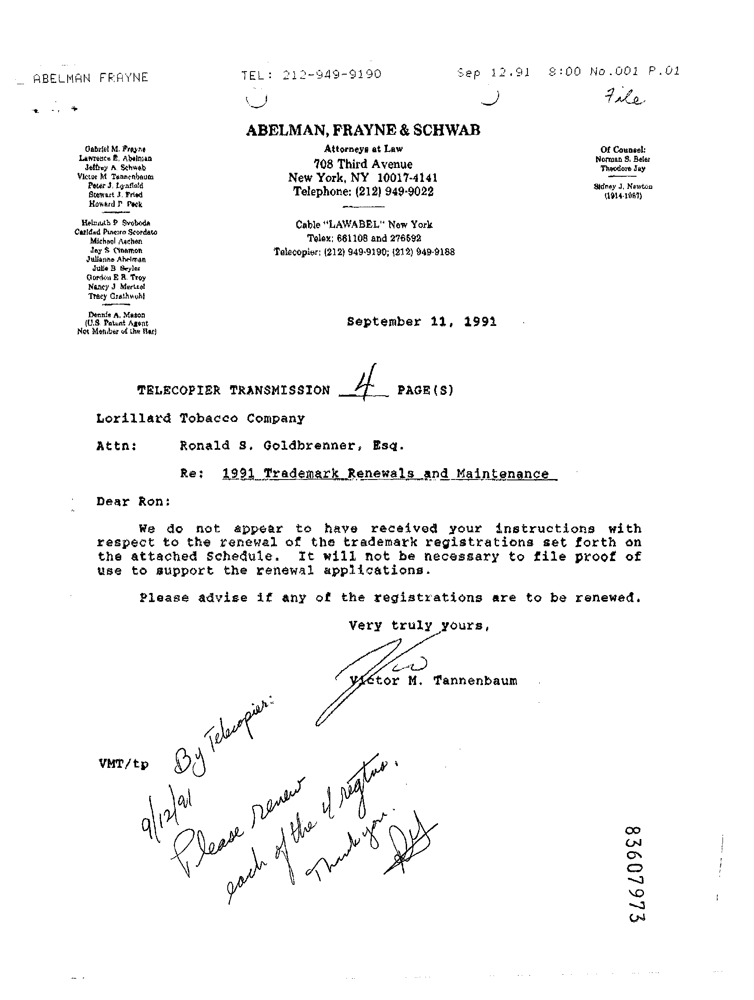 ABELMAN FRAYNE TEL: 212-949-9190 Sep 12.91 8:00 No.001 P.01
File
ABELMAN, FRAYNE & SCHWAB
Attorneys at Law
708 Third Avenue
New York, NY 10017-4141
Telephone: (212) 949-9022
Cable "LAWABEL" New York
Telex: 661108 and 276592
Telecopier: (212) 949-9190; (212) 949-9188
Gabriel M. Frayne
Lawrence E. Abelman
Jeffrey A. Schwab
Victor M. Tannenbaum
Peter J. Lynfield
Stewart J. Fried
Howard P. Peck
Helmuth P. Svoboda
Caridad Pineiro Scordato
Michael Aschen
Jay S. Cinamon
Julianne Abelman
Julie B. Seyler
Gordon E. R. Troy
Nancy J. Mertzel
Tracy Grathwohl
Dennis A. Mason
(U.S. Patent Agent
Not Member of the Bar)
Of Counsel:
Norman S. Beier
Theodore Jay
Sidney J. Newton
(1914-1987)
September 11, 1991
TELECOPIER TRANSMISSION 4 PAGE(S)
Lorillard Tobacco Company
Attn: Ronald S. Goldbrenner, Esq.
Re: 1991 Trademark Renewals and Maintenance
Dear Ron:
We do not appear to have received your instructions with
respect to the renewal of the trademark registrations set forth on
the attached Schedule. It will not be necessary to file proof of
use to support the renewal applications.
Please advise if any of the registrations are to be renewed.
Very truly yours,
Victor M. Tannenbaum
VMT/tp
By Telecopier:
9/12/91
Please renew
each of the 4 regtns.
Thank you.
83607973